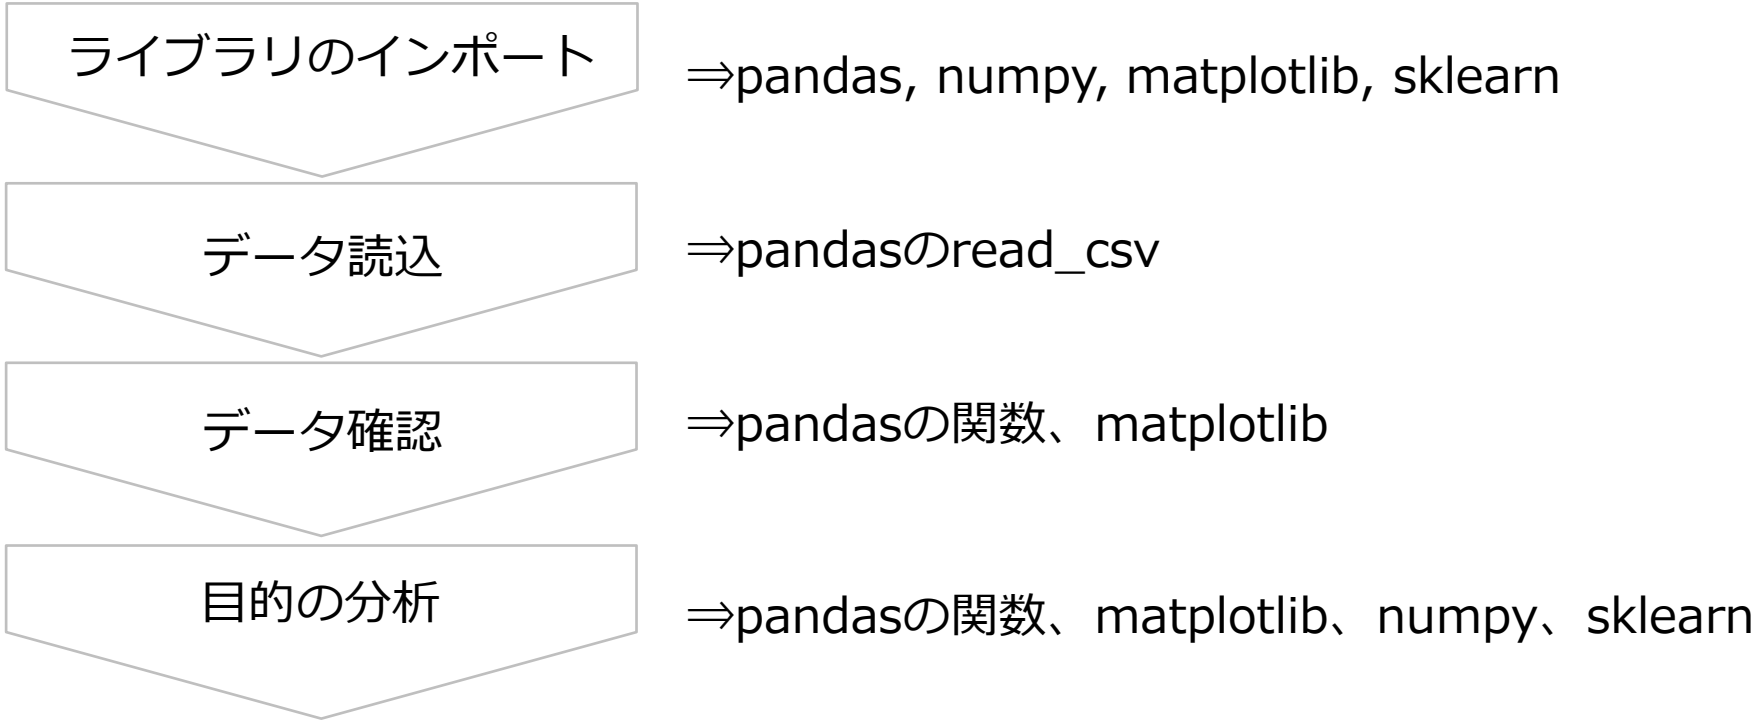 ライブラリのインポート
⇒pandas, numpy, matplotlib, sklearn
データ読込
⇒pandasのread_csv
データ確認
⇒pandasの関数、matplotlib
目的の分析
⇒pandasの関数、matplotlib、numpy、sklearn